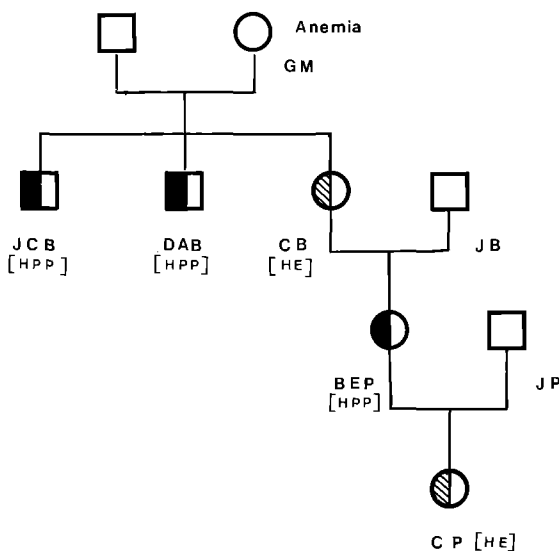 Anemia
GM
JCB
[HPP]
DAB
[HPP]
CB
[HE]
JB
BEP
[HPP]
JP
CP [HE]